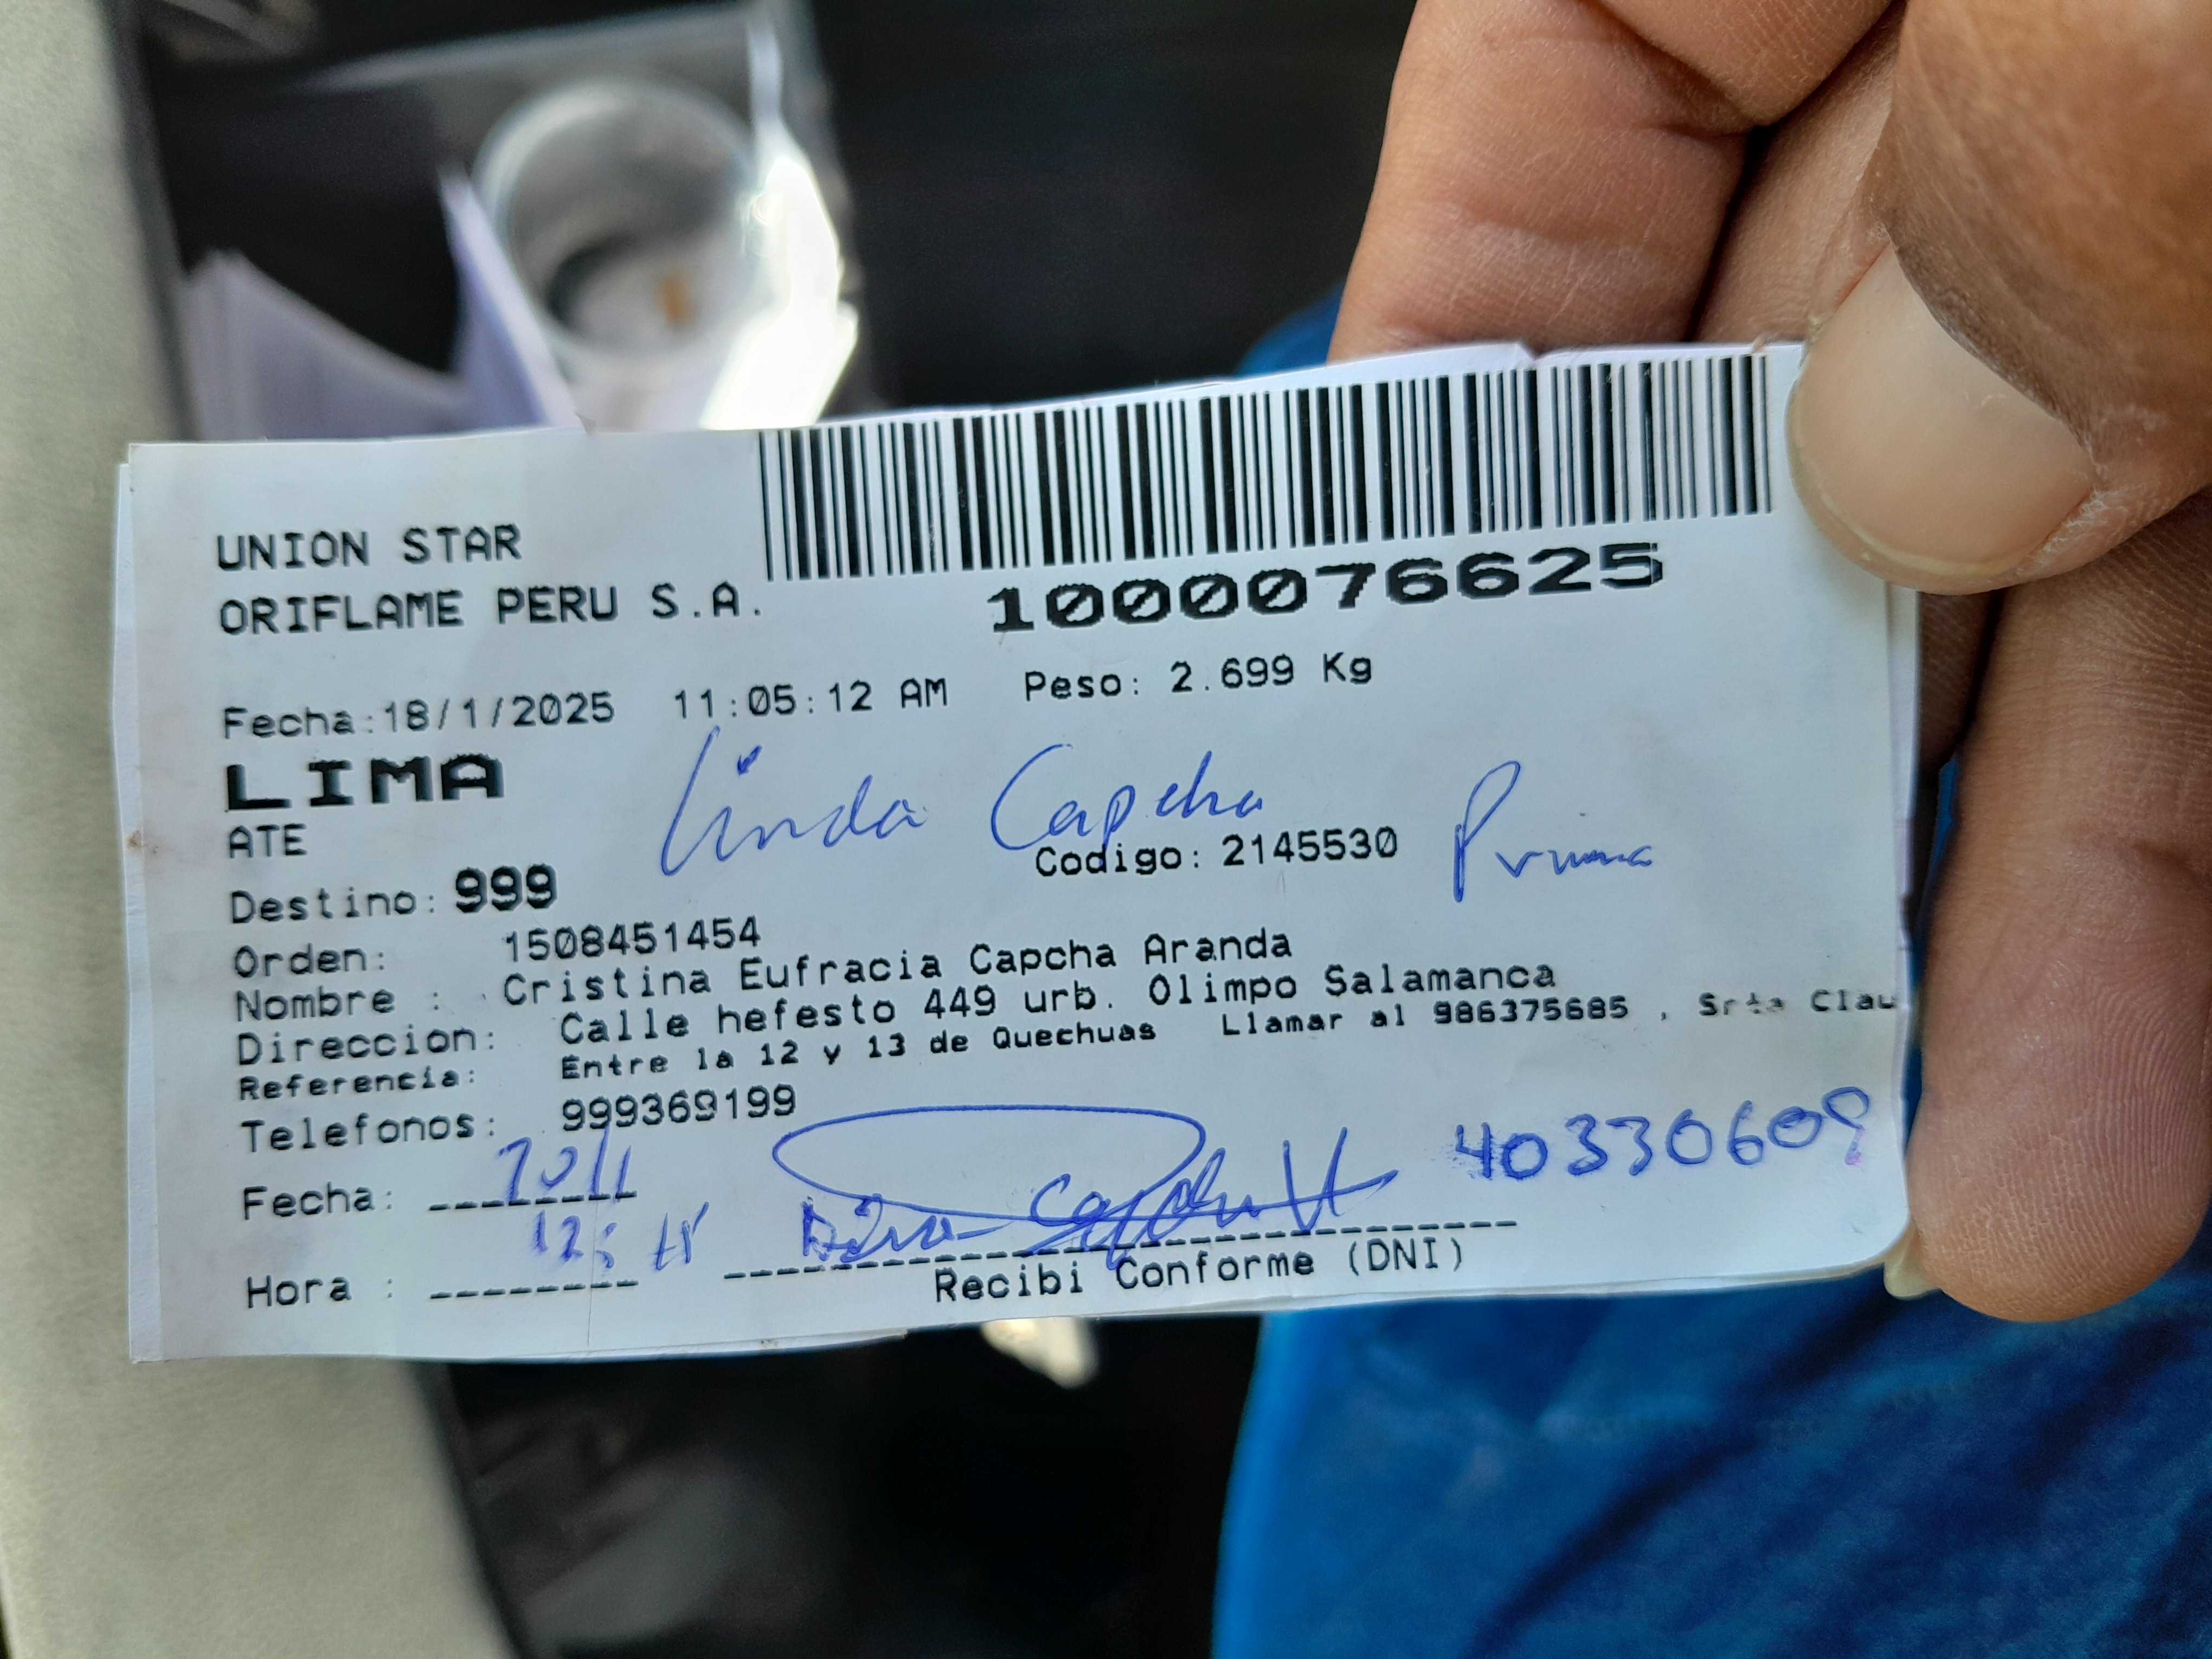 UNION STAR
ORIFLAME PERU S.A.
1000076625
Fecha:18/1/2025 11:05:12 AM Peso: 2.699 Kg
LIMA
Linda Capcha
ATE
Codigo: 2145530 Prima
Destino: 999
Orden: 1508451454
Nombre : Cristina Eufracia Capcha Aranda
Direccion: Calle hefesto 449 urb. Olimpo Salamanca
Referencia: Entre la 12 y 13 de Quechuas Llamar al 986375685 , Srta Clau
Telefonos: 999369199
Fecha: 40330609
Hora :
Recibi Conforme (DNI)